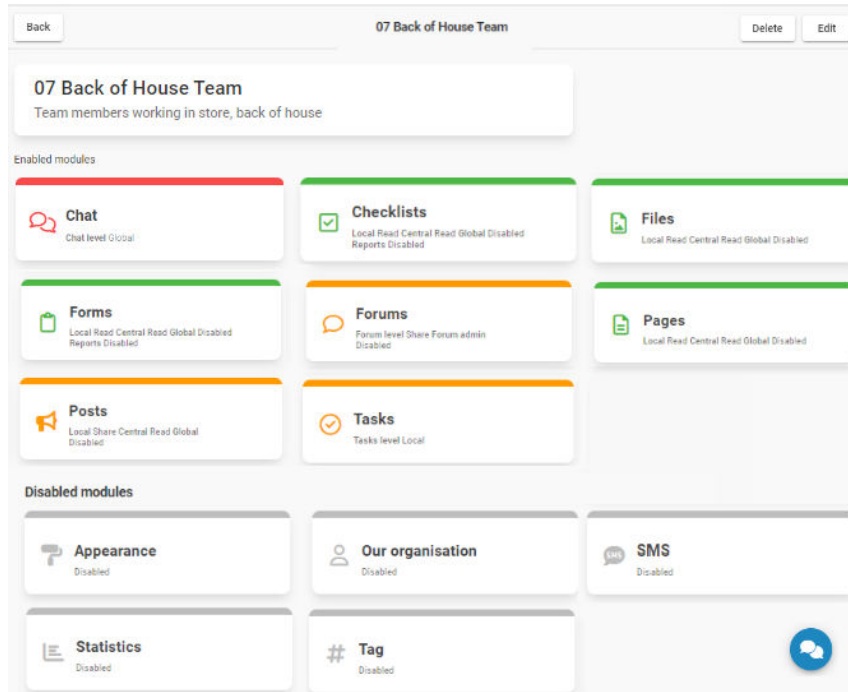 Back
07 Back of House Team
Delete
Edit
07 Back of House Team
Team members working in store, back of house
Enabled modules
Chat
Chat level Global
Checklists
Local Read Central Read Global Disabled
Reports Disabled
Files
Local Read Central Read Global Disabled
Forms
Local Read Central Read Global Disabled
Reports Disabled
Forums
Forum level Share Forum admin
Disabled
Pages
Local Read Central Read Global Disabled
Posts
Local Share Central Read Global
Disabled
Tasks
Tasks level Local
Disabled modules
Appearance
Disabled
Our organisation
Disabled
SMS
SMS
Disabled
Statistics
Disabled
#
Tag
Disabled